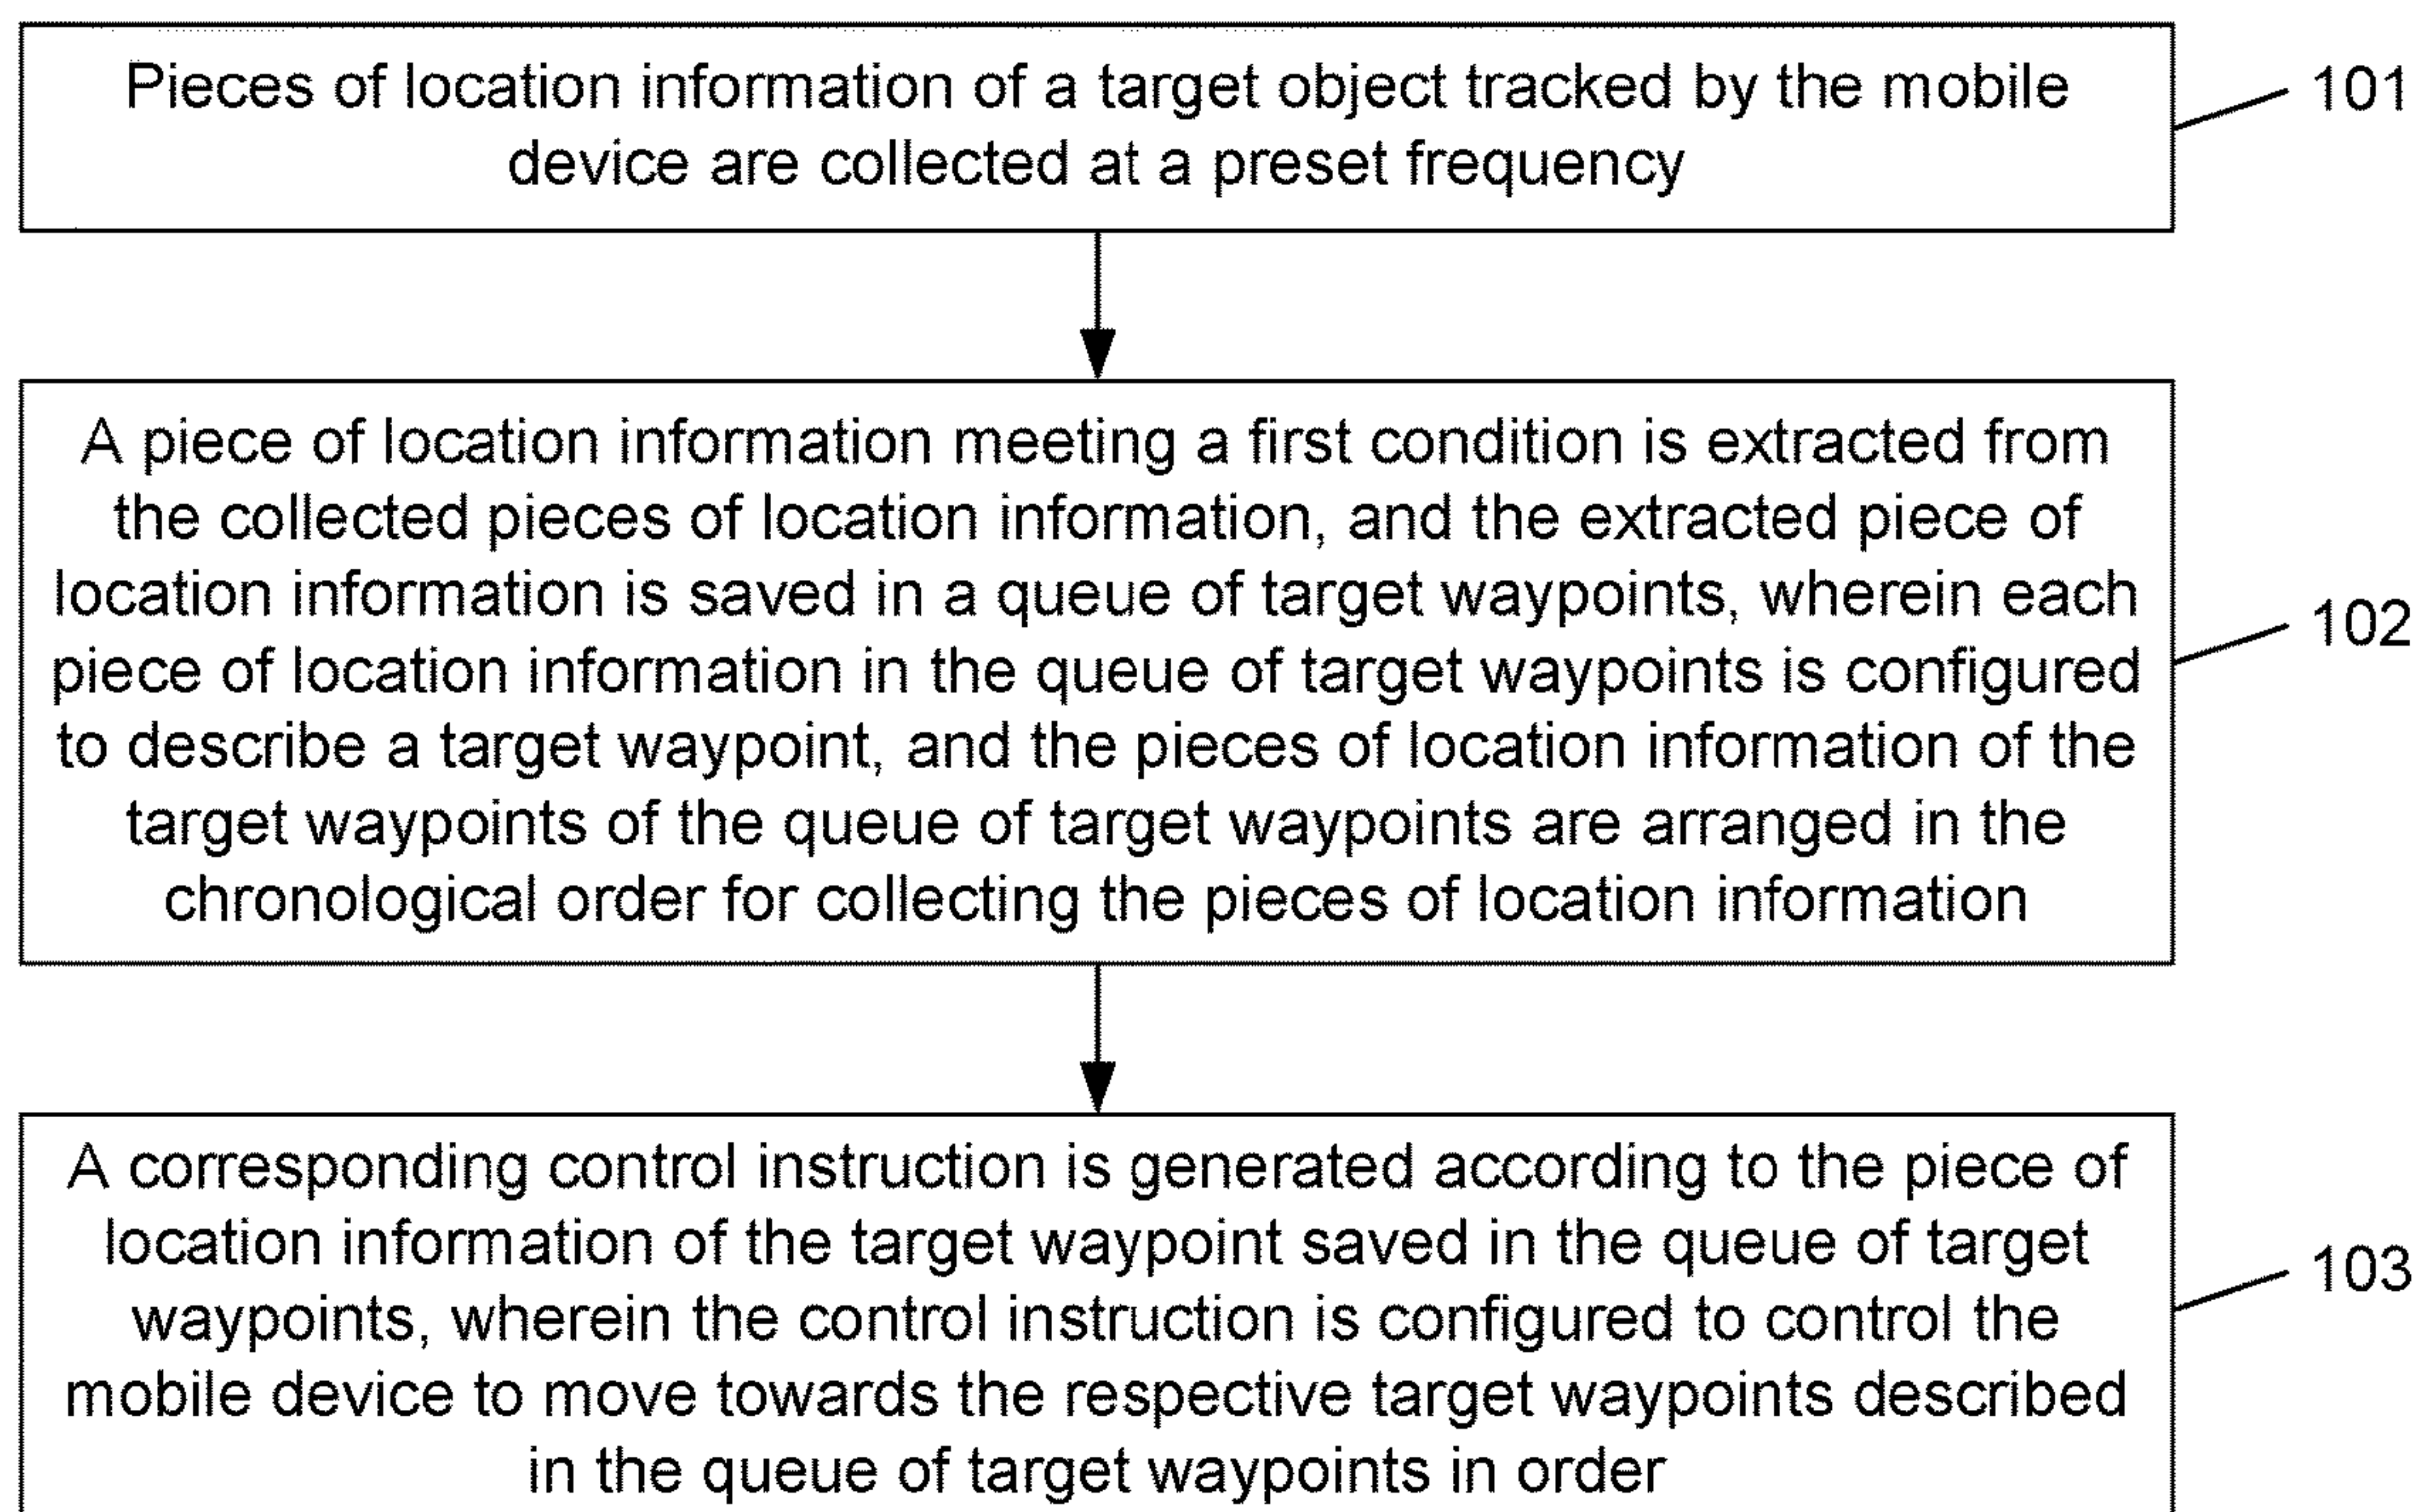 Pieces of location information of a target object tracked by the mobile
device are collected at a preset frequency
101
A piece of location information meeting a first condition is extracted from
the collected pieces of location information, and the extracted piece of
location information is saved in a queue of target waypoints, wherein each
piece of location information in the queue of target waypoints is configured
to describe a target waypoint, and the pieces of location information of the
target waypoints of the queue of target waypoints are arranged in the
chronological order for collecting the pieces of location information
102
A corresponding control instruction is generated according to the piece of
location information of the target waypoint saved in the queue of target
waypoints, wherein the control instruction is configured to control the
mobile device to move towards the respective target waypoints described
in the queue of target waypoints in order
103